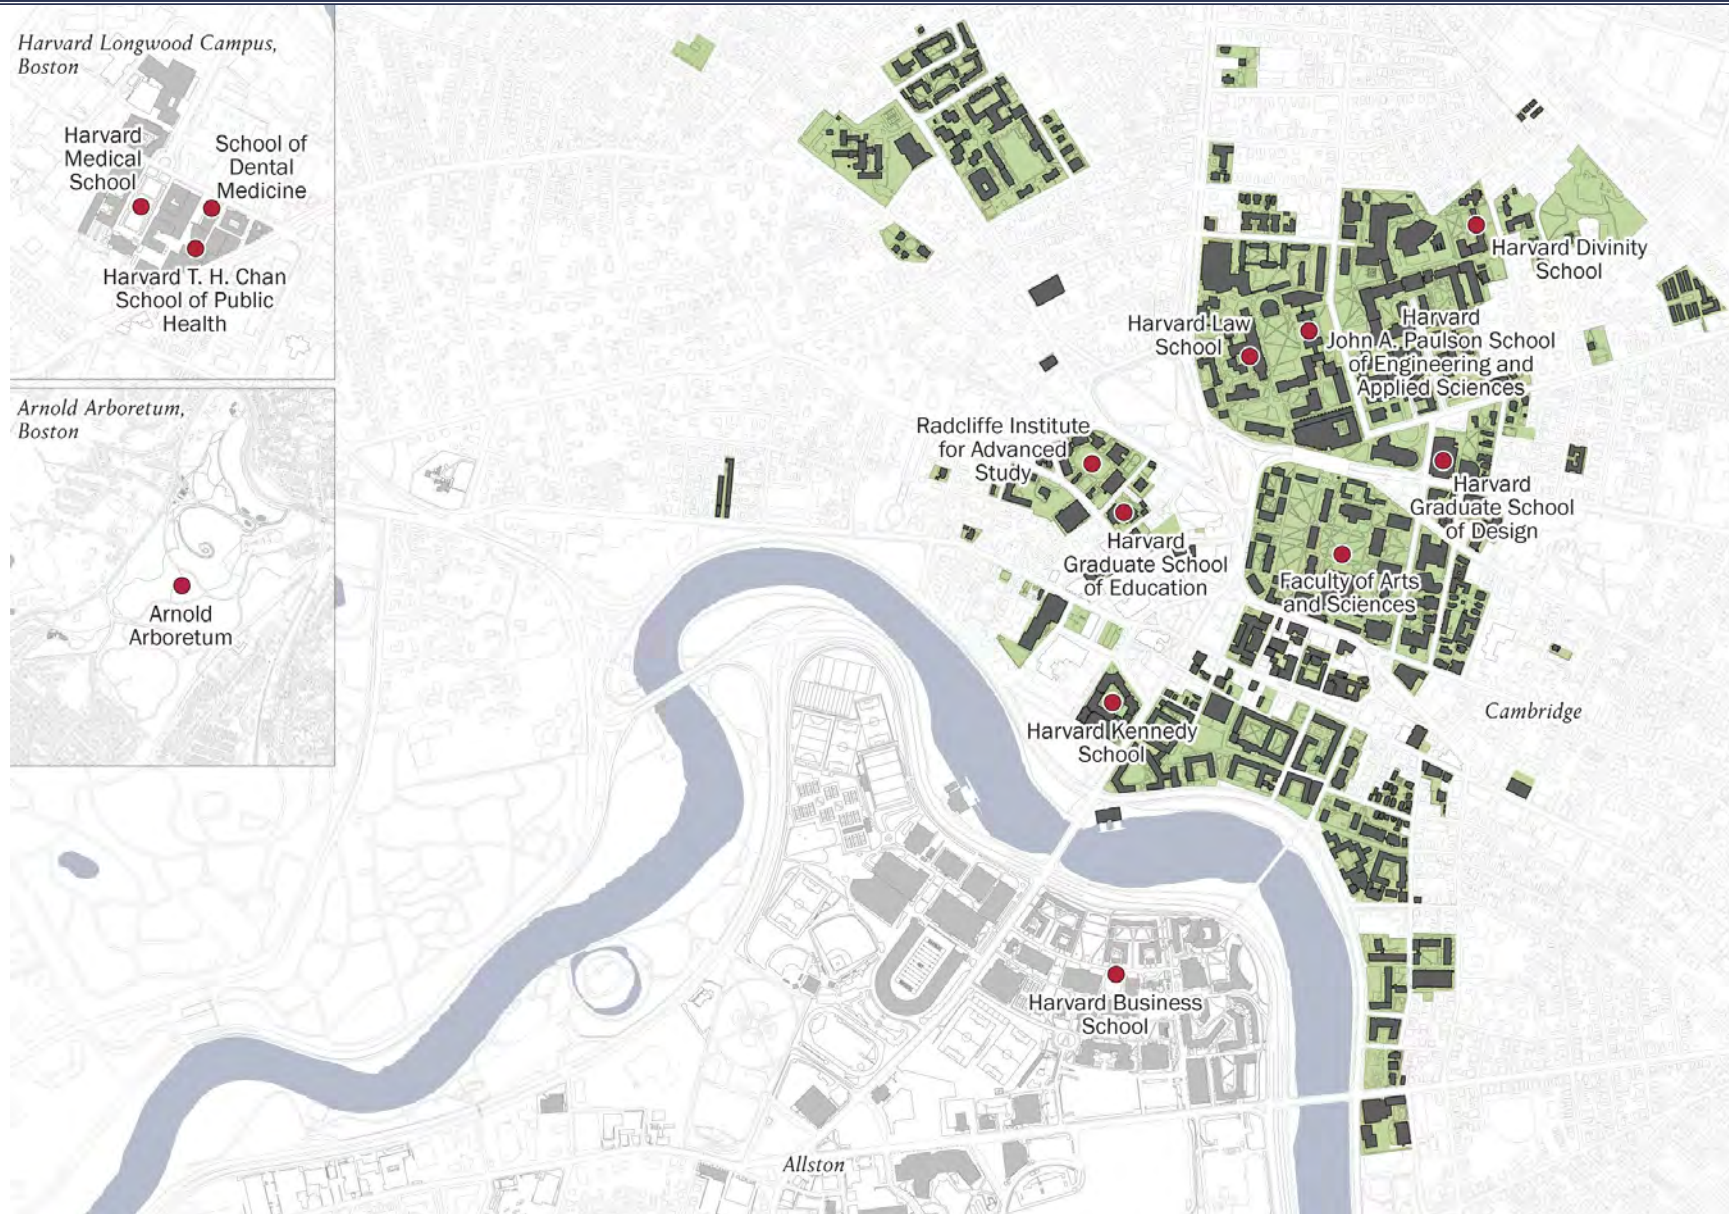 Harvard Longwood Campus,
Boston
Harvard
Medical
School
School of
Dental
Medicine
Harvard T. H. Chan
School of Public
Health
Arnold Arboretum,
Boston
Arnold
Arboretum
Harvard Divinity
School
Harvard Law
School
Harvard
John A. Paulson School
of Engineering and
Applied Sciences
Radcliffe Institute
for Advanced
Study
Harvard
Graduate School
of Design
Harvard
Graduate School
of Education
Faculty of Arts
and Sciences
Harvard Kennedy
School
Cambridge
Harvard Business
School
Allston